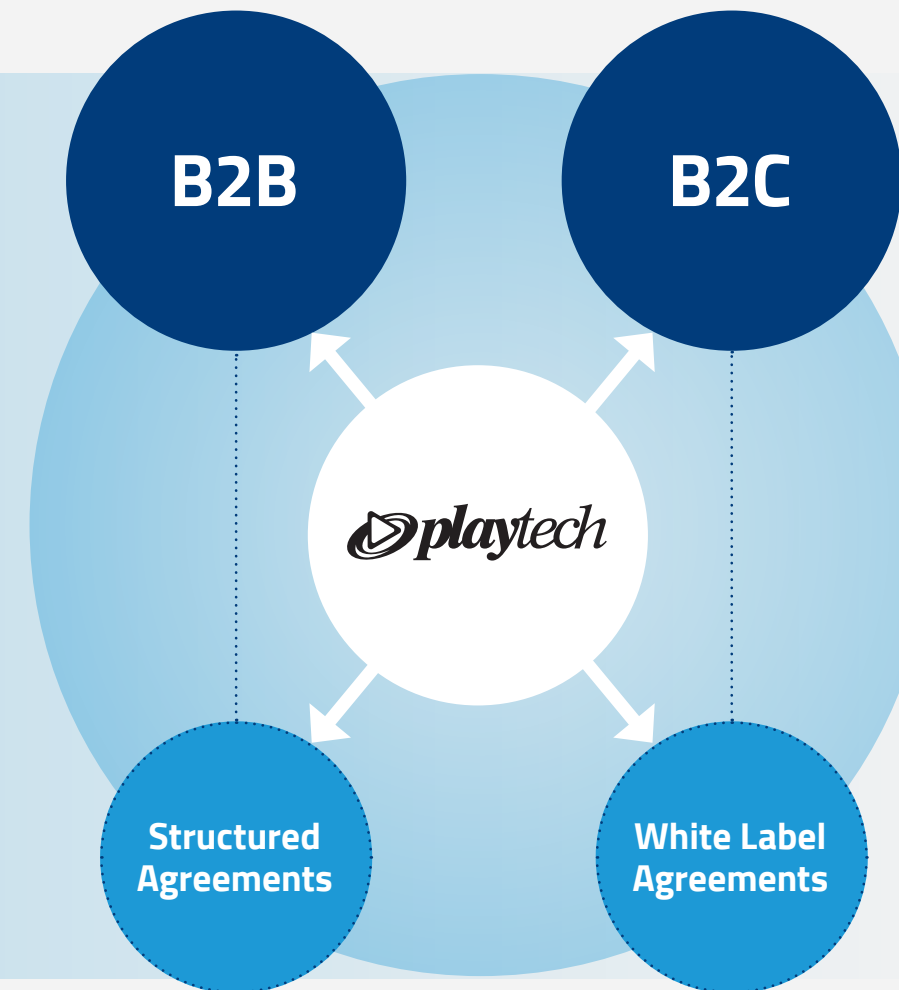 B2B
B2C
playtech
Structured
Agreements
White Label
Agreements